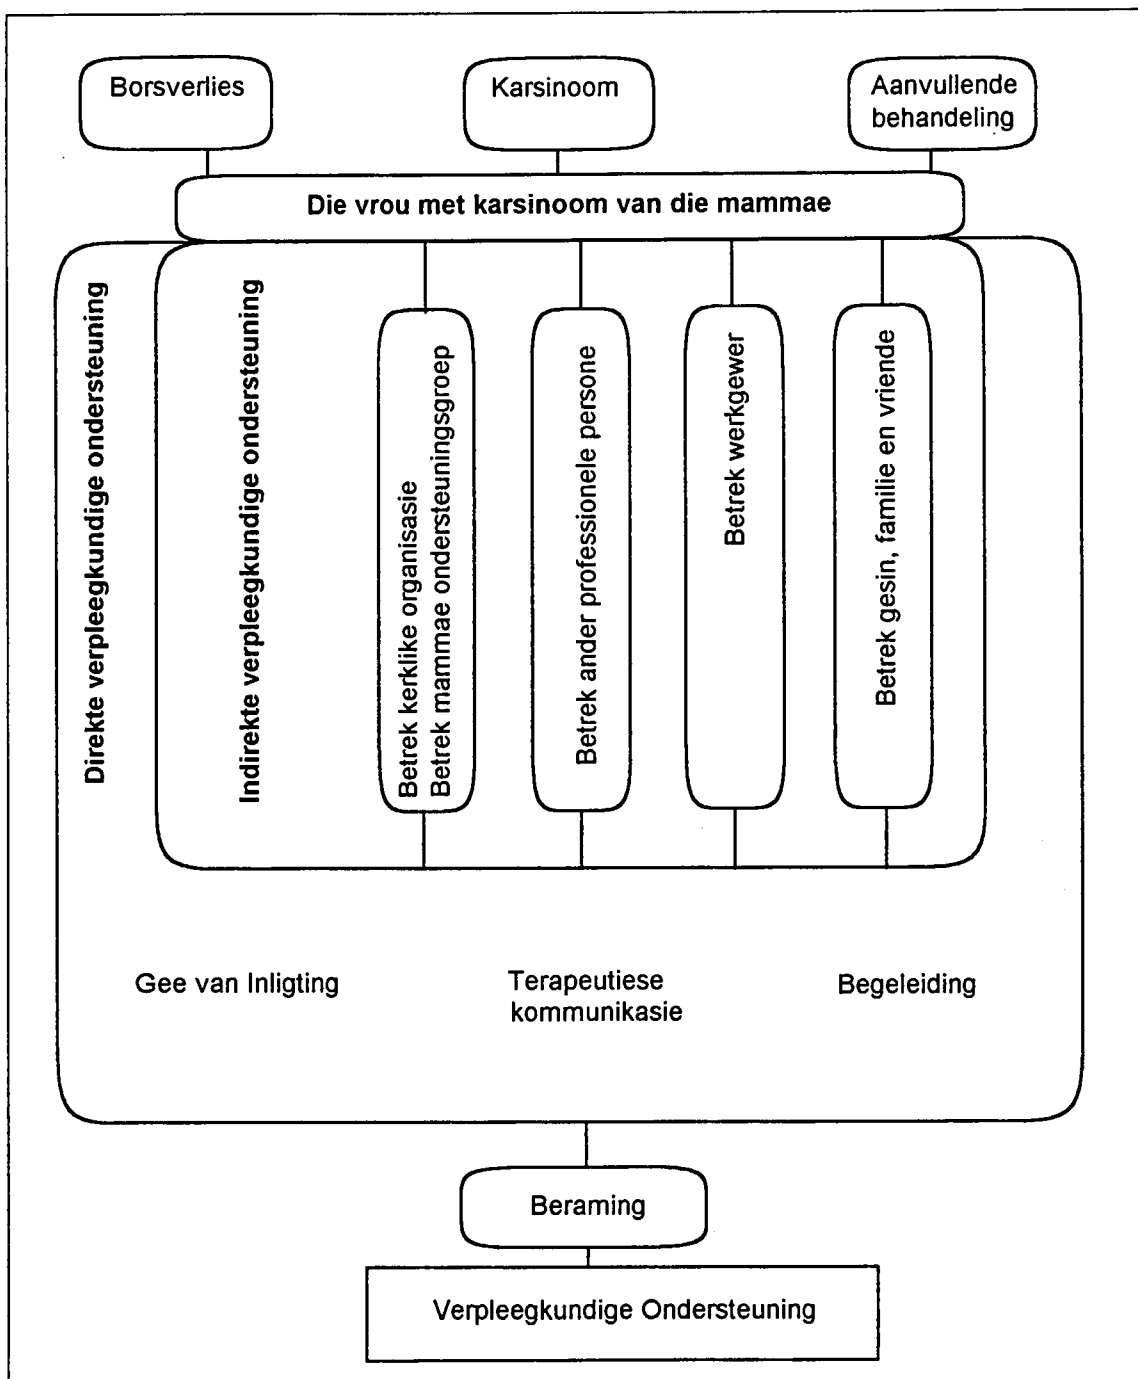 Borsverlies
Karsinoom
Aanvullende
behandeling
Die vrou met karsinoom van die mammae
Direkte verpleegkundige ondersteuning
Indirekte verpleegkundige ondersteuning
Betrek kerklike organisasie
Betrek mammae ondersteuningsgroep
Betrek ander professionele persone
Betrek werkgewer
Betrek gesin, familie en vriende
Gee van Inligting
Terapeutiese
kommunikasie
Begeleiding
Beraming
Verpleegkundige Ondersteuning